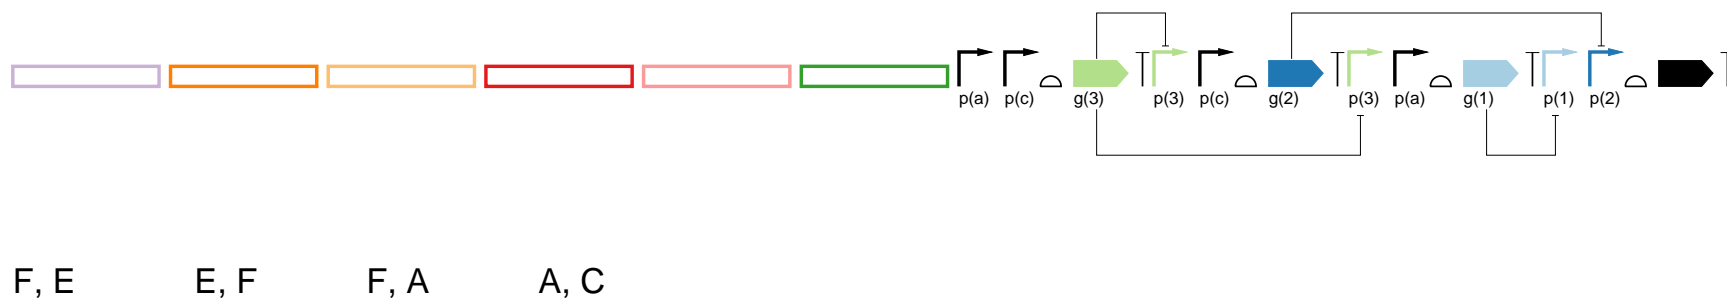 p(a) p(c) g(3) p(3) p(c) g(2) p(3) p(a) g(1) p(1) p(2)
F, E E, F F, A A, C